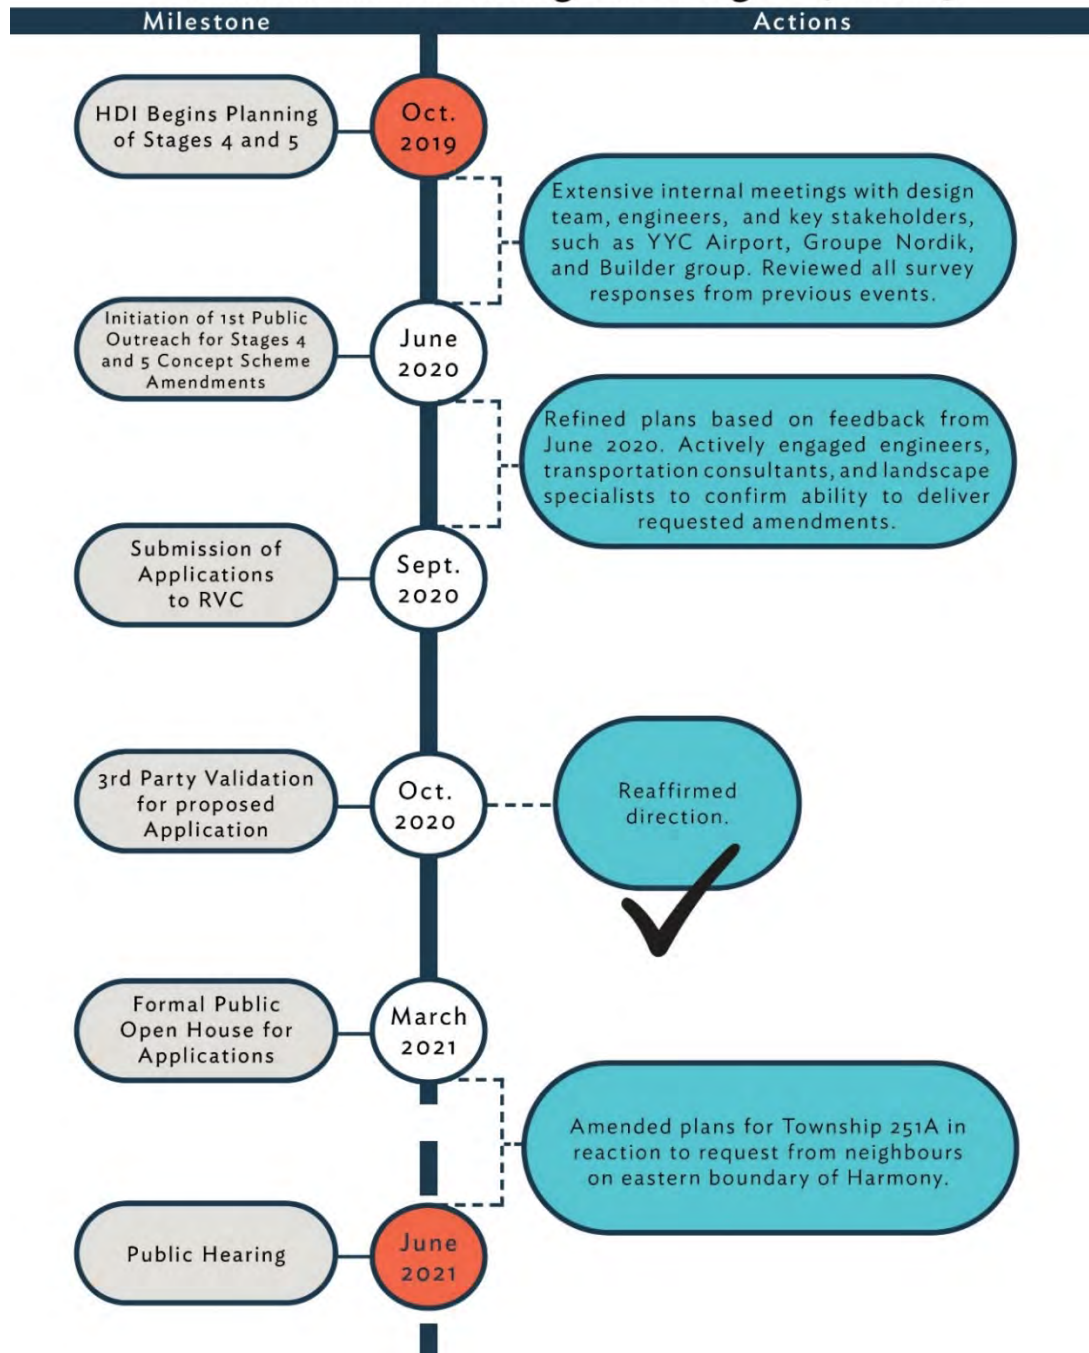 Milestone
Actions
HDI Begins Planning
of Stages 4 and 5
Oct.
2019
Extensive internal meetings with design
team, engineers, and key stakeholders,
such as YYC Airport, Groupe Nordik,
and Builder group. Reviewed all survey
responses from previous events.
Initiation of 1st Public
Outreach for Stages 4
and 5 Concept Scheme
Amendments
June
2020
Refined plans based on feedback from
June 2020. Actively engaged engineers,
transportation consultants, and landscape
specialists to confirm ability to deliver
requested amendments.
Submission of
Applications
to RVC
Sept.
2020
3rd Party Validation
for proposed
Application
Oct.
2020
Reaffirmed
direction.
Formal Public
Open House for
Applications
March
2021
Amended plans for Township 251A in
reaction to request from neighbours
on eastern boundary of Harmony.
Public Hearing
June
2021